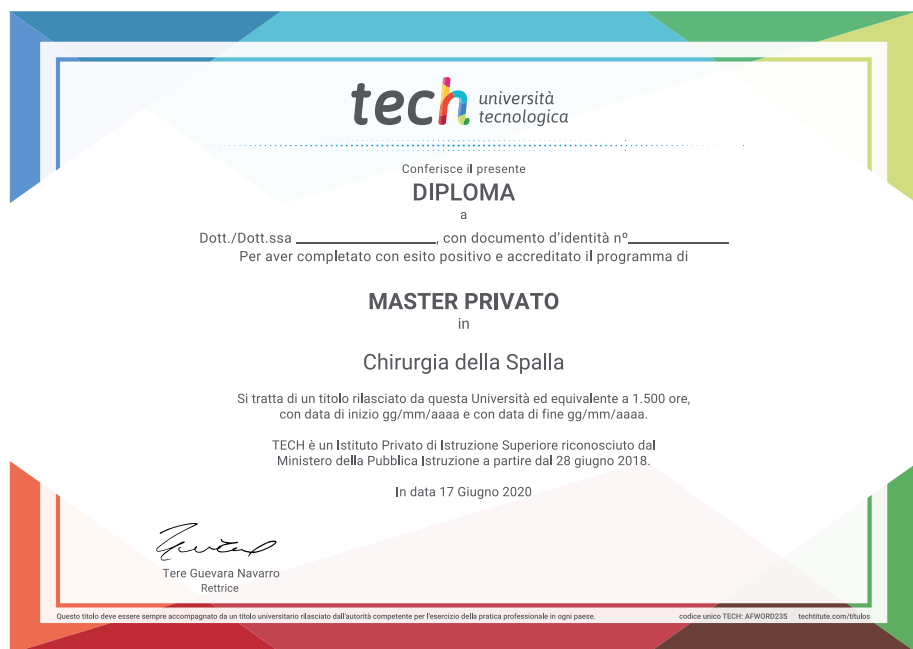 tech università
tecnologica
Conferisce il presente
DIPLOMA
a
Dott./Dott.ssa ____________________, con documento d'identità nº______________
Per aver completato con esito positivo e accreditato il programma di
MASTER PRIVATO
in
Chirurgia della Spalla
Si tratta di un titolo rilasciato da questa Università ed equivalente a 1.500 ore,
con data di inizio gg/mm/aaaa e con data di fine gg/mm/aaaa.
TECH è un Istituto Privato di Istruzione Superiore riconosciuto dal
Ministero della Pubblica Istruzione a partire dal 28 giugno 2018.
In data 17 Giugno 2020
Tere Guevara Navarro
Rettrice
Questo titolo deve essere sempre accompagnato da un titolo universitario rilasciato dall'autorità competente per l'esercizio della pratica professionale in ogni paese. codice unico TECH: AFWORD23S techtitute.com/titulos